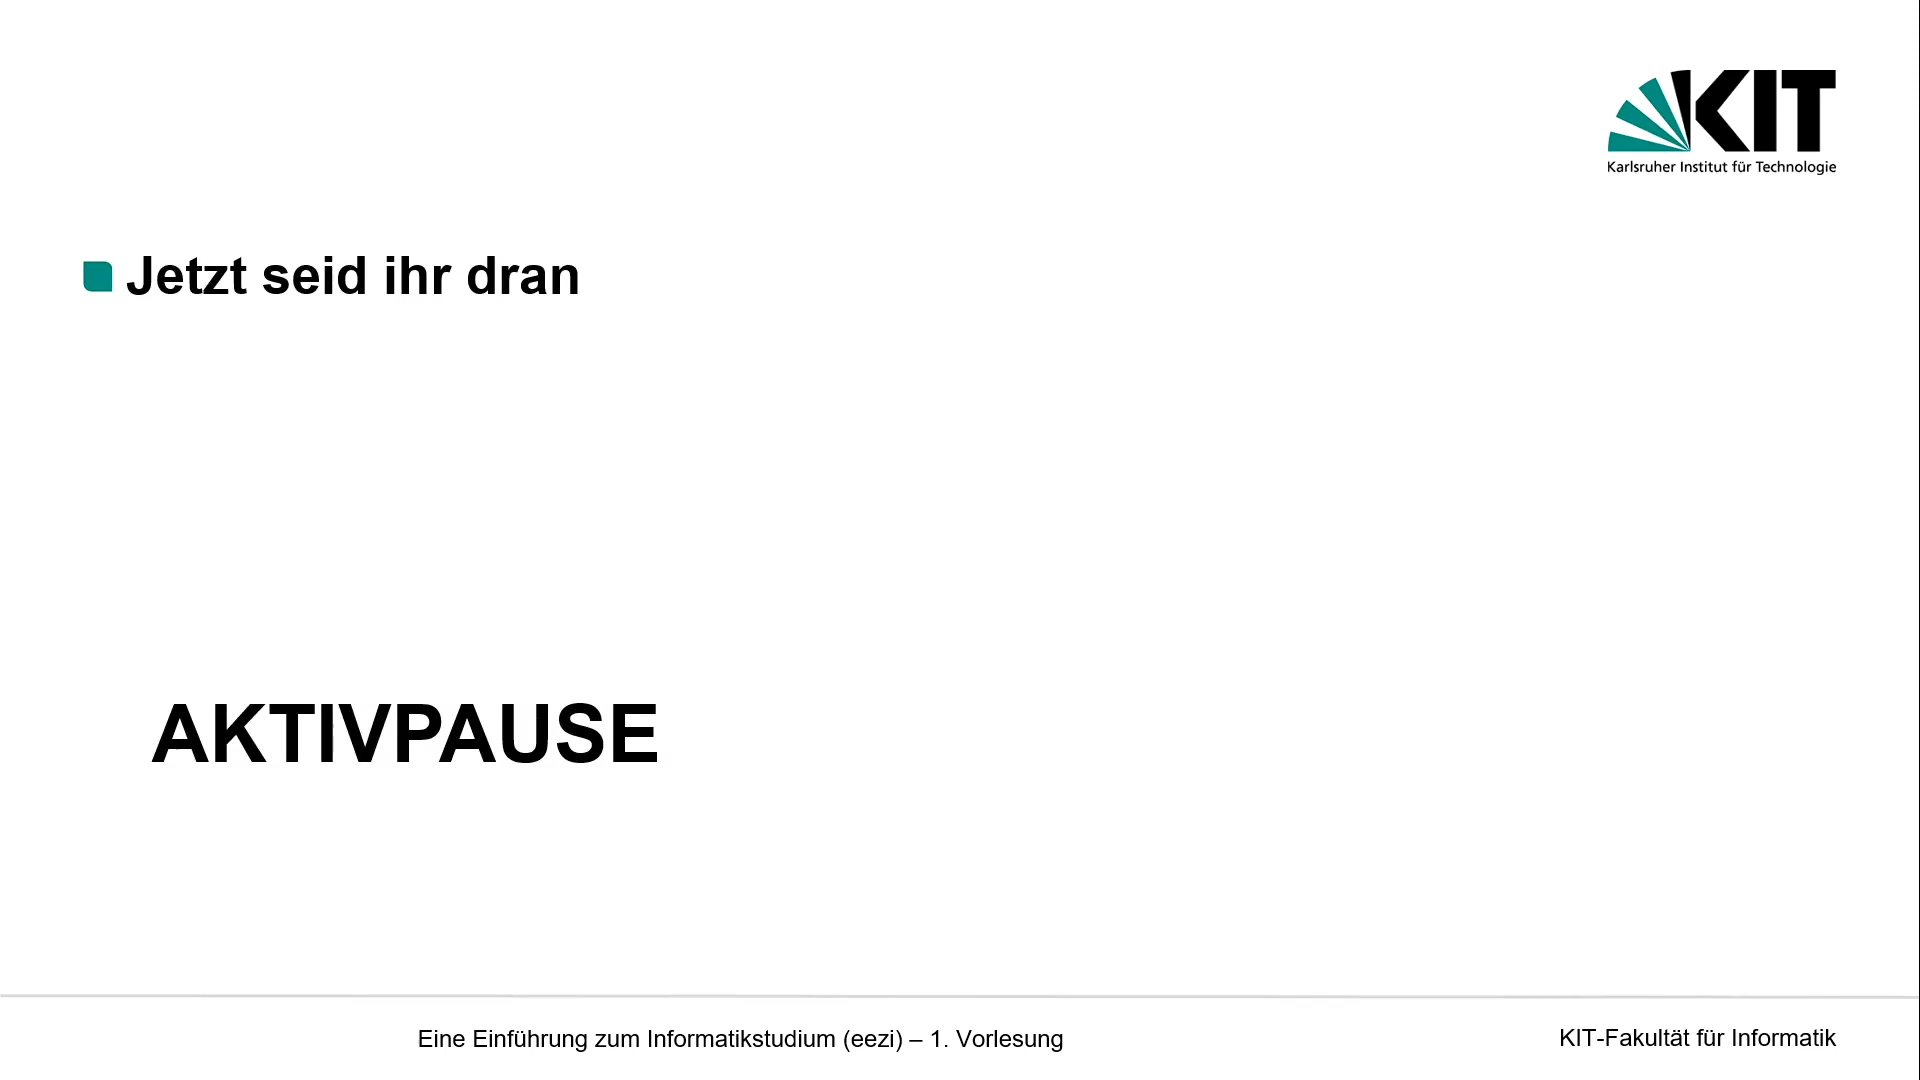 KIT
Karlsruher Institut für Technologie
Jetzt seid ihr dran
AKTIVPAUSE
Eine Einführung zum Informatikstudium (eezi) – 1. Vorlesung
KIT-Fakultät für Informatik